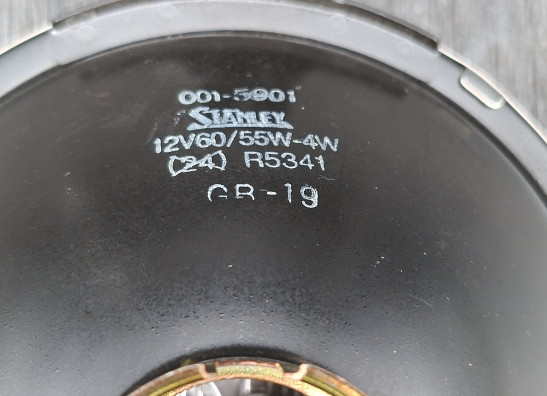 001-5901
STANLEY
12V60/55W-4W
(24) R5341
GB-19